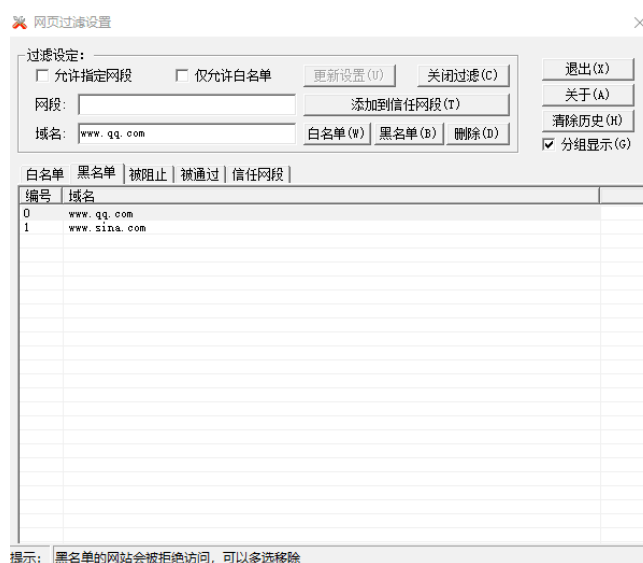 网页过滤设置
过滤设定:
允许指定网段 仅允许白名单 更新设置(U) 关闭过滤(C) 退出(X)
网段: 添加到信任网段(T) 关于(A)
域名: www.qq.com 白名单(W) 黑名单(B) 删除(D) 清除历史(H)
分组显示(G)
白名单 黑名单 被阻止 被通过 信任网段
编号 域名
0 www.qq.com
1 www.sina.com
提示: 黑名单的网站会被拒绝访问，可以多选移除